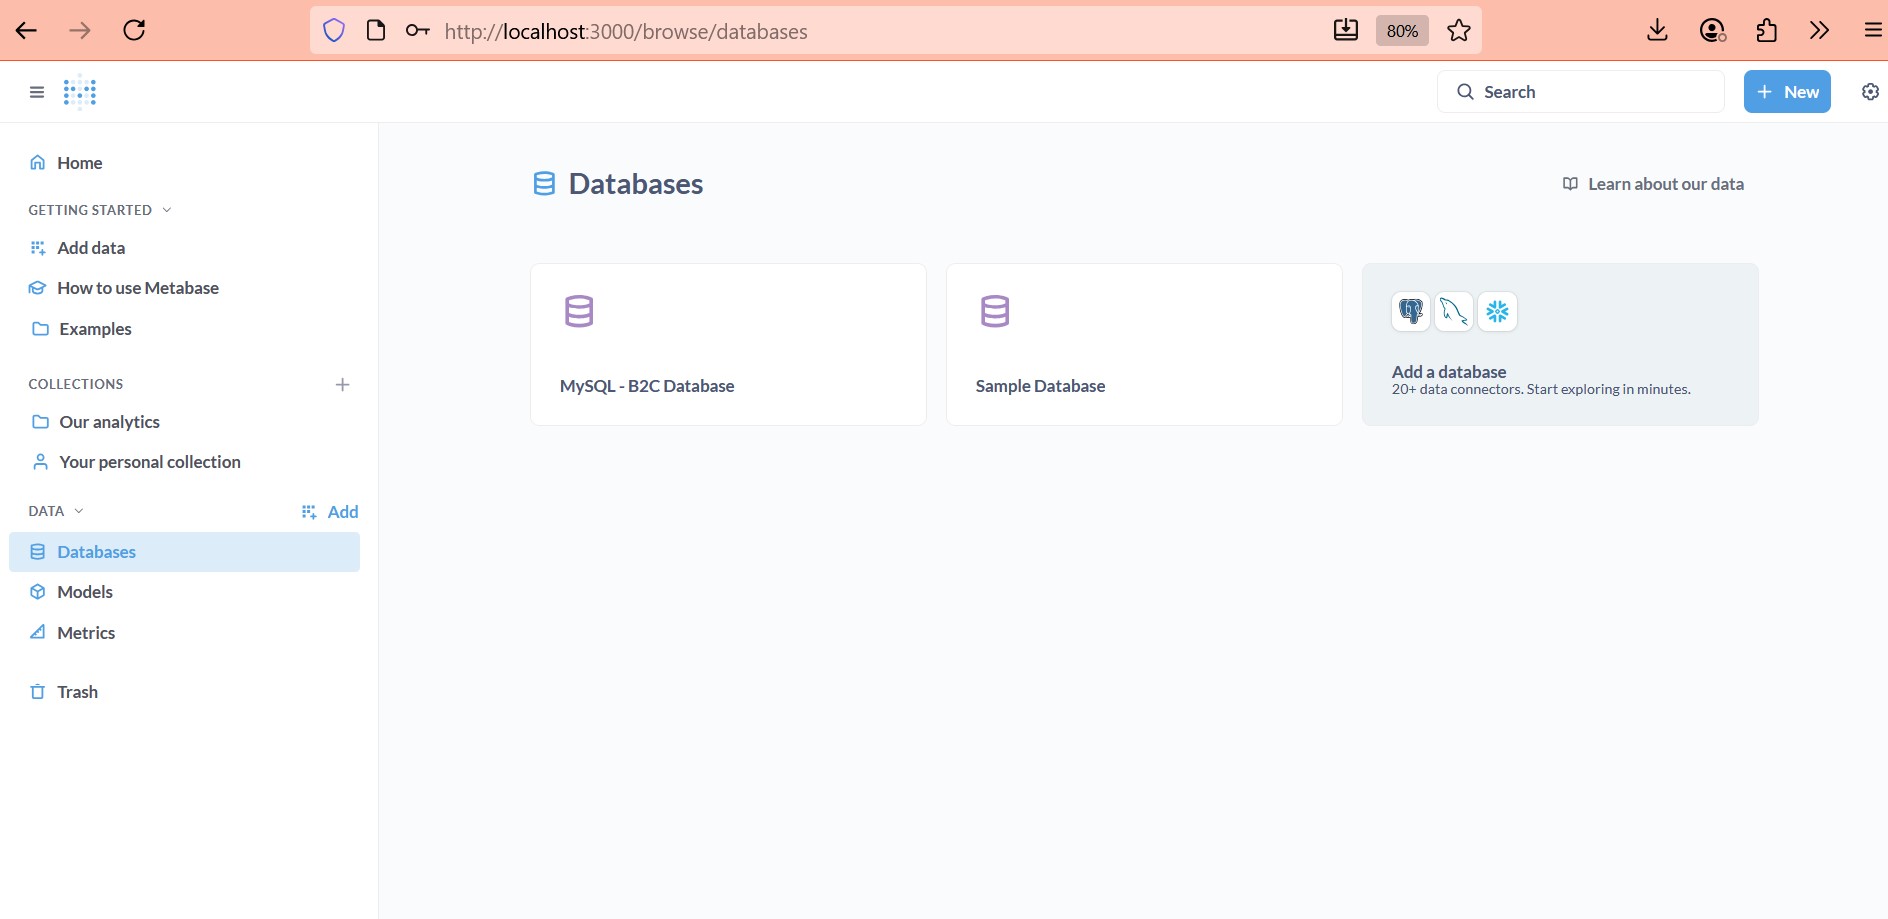 http://localhost:3000/browse/databases
80%
Search
+ New
Home
GETTING STARTED
Add data
How to use Metabase
Examples
COLLECTIONS
Our analytics
Your personal collection
DATA
Add
Databases
Models
Metrics
Trash
Databases
Learn about our data
MySQL - B2C Database
Sample Database
Add a database
20+ data connectors. Start exploring in minutes.